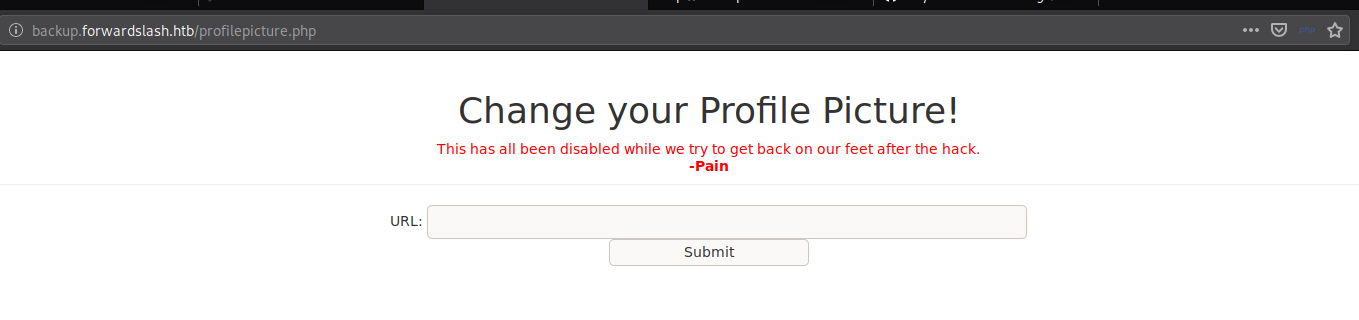 backup.forwardslash.htb/profilepicture.php
Change your Profile Picture!
This has all been disabled while we try to get back on our feet after the hack.
-Pain
URL:
Submit